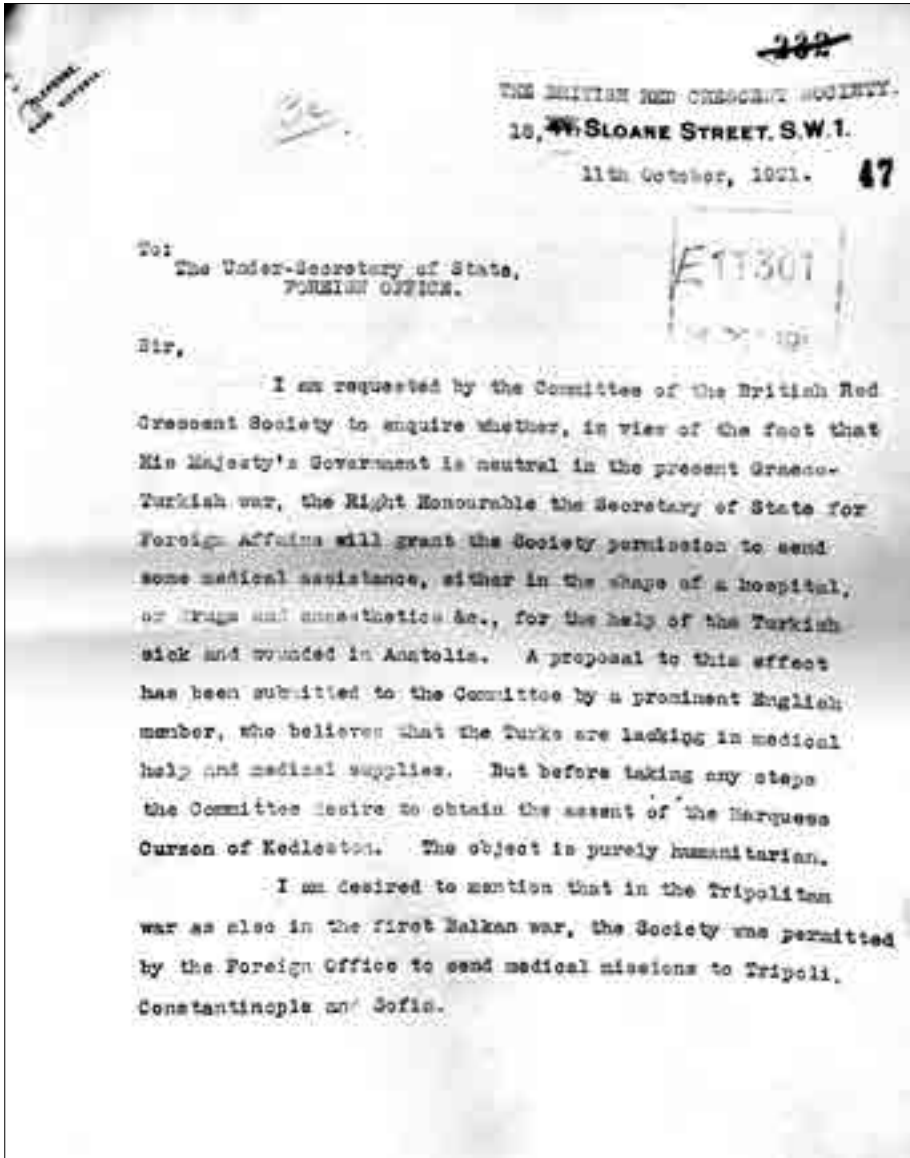 232
THE BRITISH RED CRESCENT SOCIETY.
18, SLOANE STREET. S.W.1.
11th October, 1921. 47
To:
The Under-Secretary of State,
FOREIGN OFFICE.
E11301
Sir,
I am requested by the Committee of the British Red
Crescent Society to enquire whether, in view of the fact that
His Majesty's Government is neutral in the present Graeco-
Turkish war, the Right Honourable the Secretary of State for
Foreign Affairs will grant the Society permission to send
some medical assistance, either in the shape of a hospital,
or drugs and anaesthetics &c., for the help of the Turkish
sick and wounded in Anatolia. A proposal to this effect
has been submitted to the Committee by a prominent English
member, who believes that the Turks are lacking in medical
help and medical supplies. But before taking any steps
the Committee desire to obtain the assent of the Marquess
Curzon of Kedleston. The object is purely humanitarian.
I am desired to mention that in the Tripolitan
war as also in the first Balkan war, the Society was permitted
by the Foreign Office to send medical missions to Tripoli,
Constantinople and Sofia.